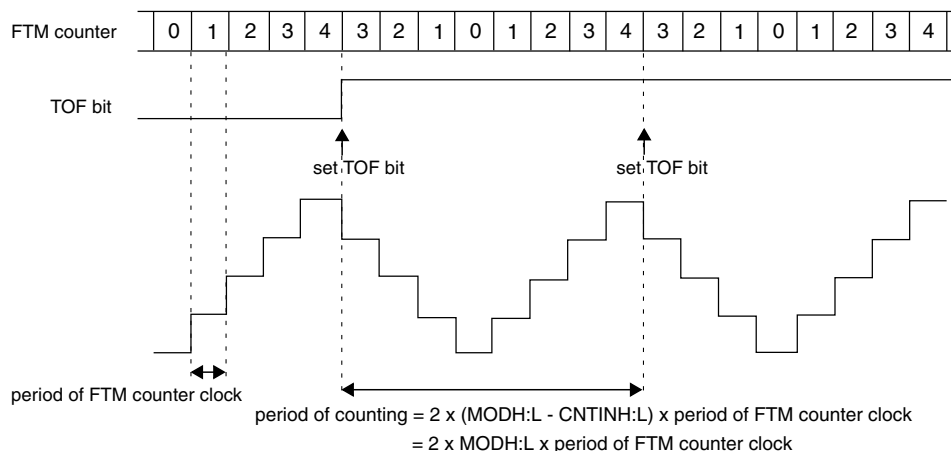 FTM counter 0 1 2 3 4 3 2 1 0 1 2 3 4 3 2 1 0 1 2 3 4
TOF bit
set TOF bit set TOF bit
period of FTM counter clock
period of counting = 2 x (MODH:L - CNTINH:L) x period of FTM counter clock
= 2 x MODH:L x period of FTM counter clock